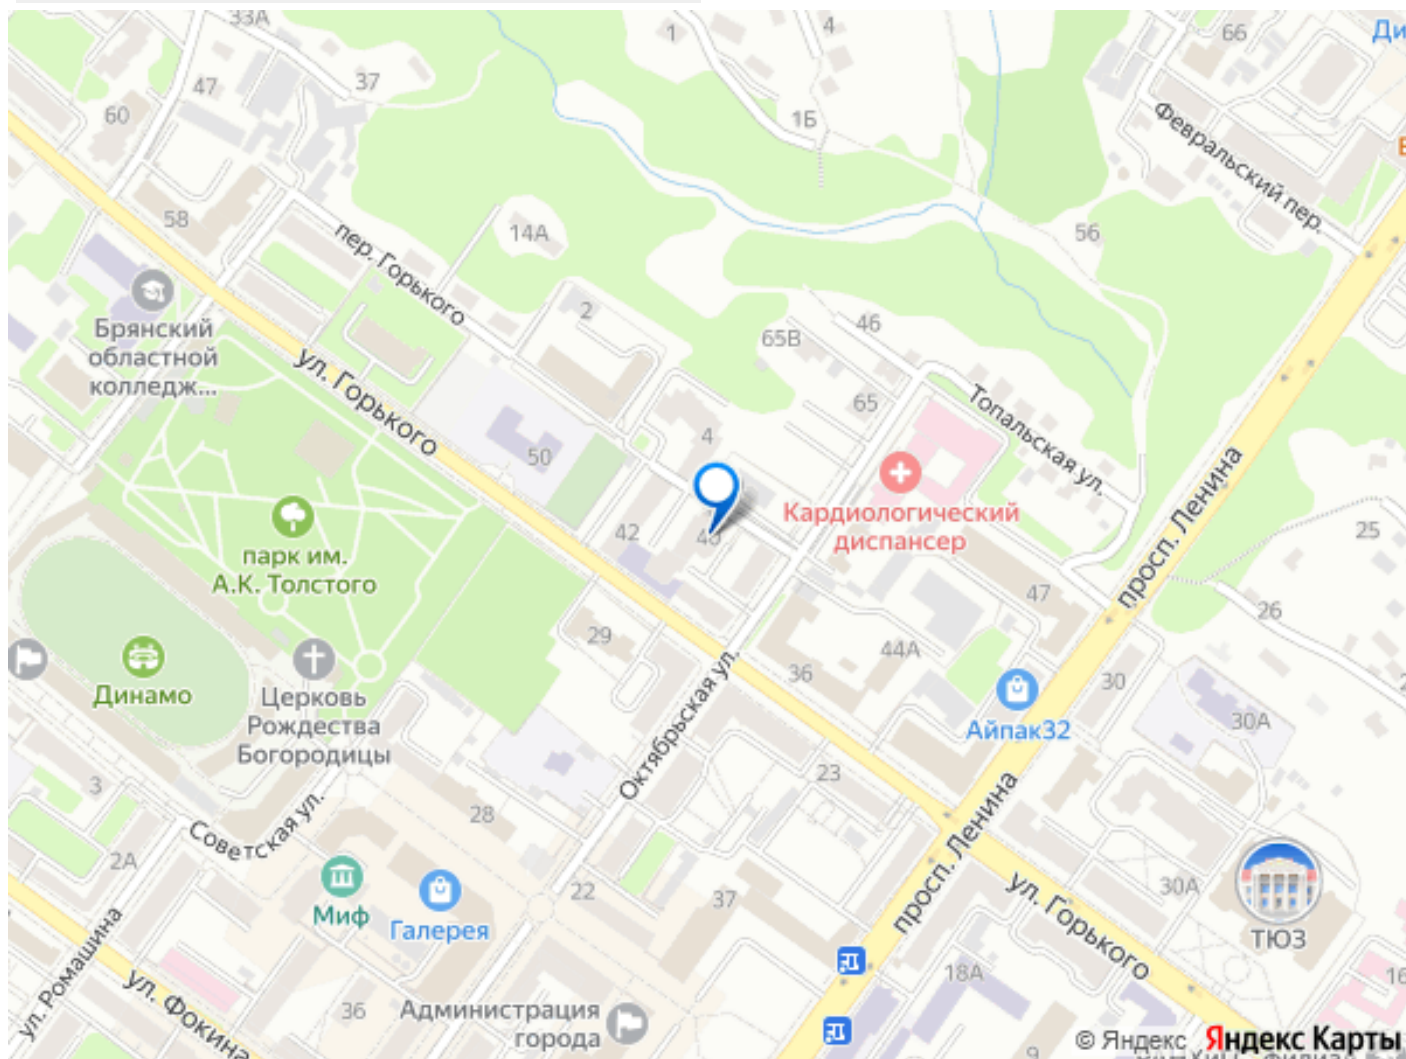 33А
1
4
66
Ди
47
37
60
1Б
Февральский пер.
58
14А
56
пер. Горького
Брянский
областной
колледж...
2
65В
46
ул. Горького
65
Топальская ул.
50
4
Кардиологический
диспансер
42
просп. Ленина
25
парк им.
А.К. Толстого
47
26
29
44А
36
30
Динамо
Церковь
Рождества
Богородицы
Октябрьская ул.
Айпак32
30А
3
23
Советская ул.
28
2А
22
37
просп. Ленина
ул. Горького
30А
Миф
Галерея
ТЮЗ
ул. Ромашина
ул. Фокина
36
Администрация
города
18А
16
9
© Яндекс Яндекс Карты